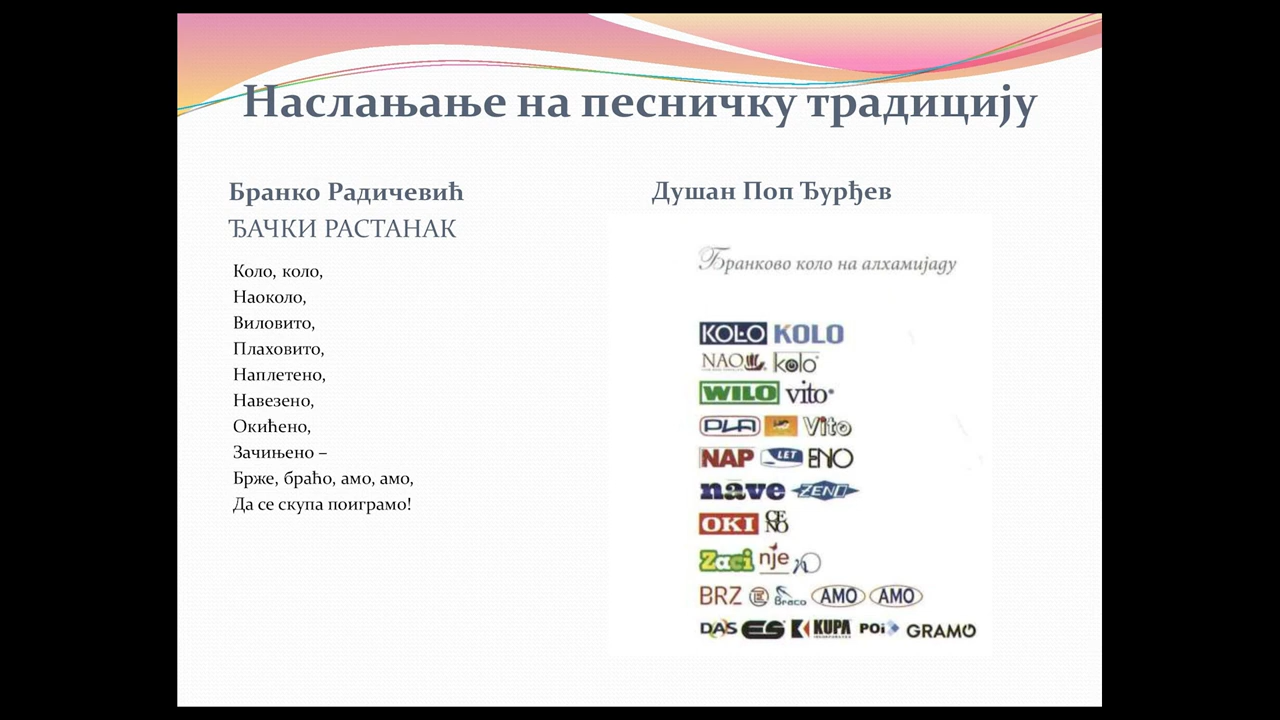 Наслањање на песничку традицију
Бранко Радичевић
ЂАЧКИ РАСТАНАК
Коло, коло,
Наоколо,
Виловито,
Плаховито,
Наплетено,
Навезено,
Окићено,
Зачињено –
Брже, браћо, амо, амо,
Да се скупа поиграмо!
Душан Поп Ђурђев
Бранково коло на алхамијаду
KOLO KOLO
NAO kolo
WILO vito
PLA Vito
NAP LET ENO
nave ZENO
OKI CENO
Zaci nje
BRZ Braco AMO AMO
DAS ES KUPA POi GRAMO